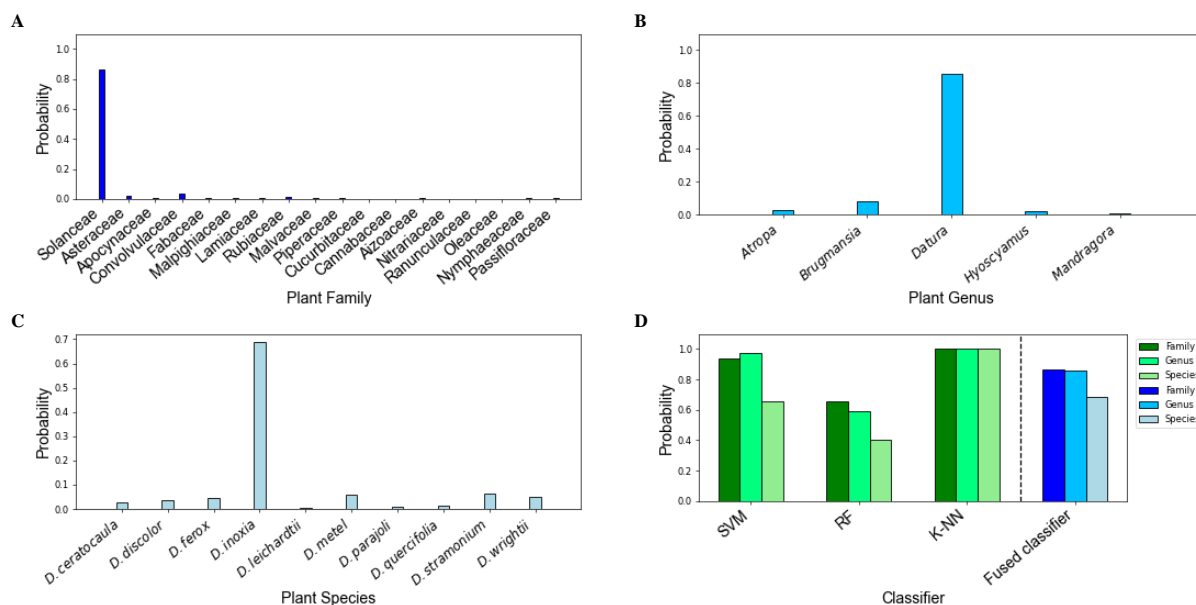 A
1.0
0.8
0.6
0.4
0.2
0.0
Probability
Solanceae
Asteraceae
Apocynaceae
Convolvulaceae
Fabaceae
Malpighiaceae
Lamiaceae
Rubiaceae
Malvaceae
Piperaceae
Cucurbitaceae
Cannabaceae
Aizoaceae
Nitrariaceae
Ranunculaceae
Oleaceae
Nymphaeaceae
Passifloraceae
Plant Family
B
1.0
0.8
0.6
0.4
0.2
0.0
Probability
Atropa
Brugmansia
Datura
Hyoscyamus
Mandragora
Plant Genus
C
0.7
0.6
0.5
0.4
0.3
0.2
0.1
0.0
Probability
D. ceratocaula
D. discolor
D. ferox
D. inoxia
D. leichardtii
D. metel
D. parajoli
D. quercifolia
D. stramonium
D. wrightii
Plant Species
D
1.0
0.8
0.6
0.4
0.2
0.0
Probability
SVM
RF
K-NN
Fused classifier
Classifier
Family
Genus
Species
Family
Genus
Species